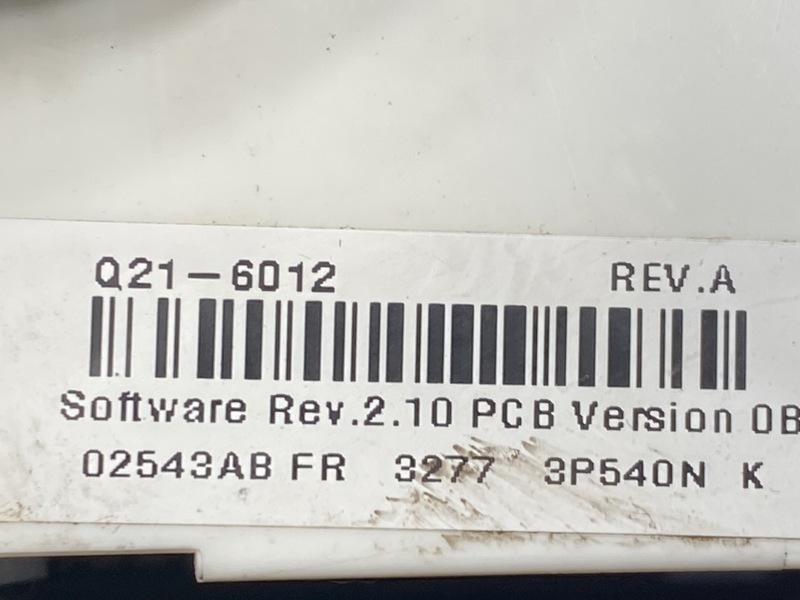 Q21-6012 REV.A
Software Rev.2.10 PCB Version 0B
02543AB FR 3277 3P540N K